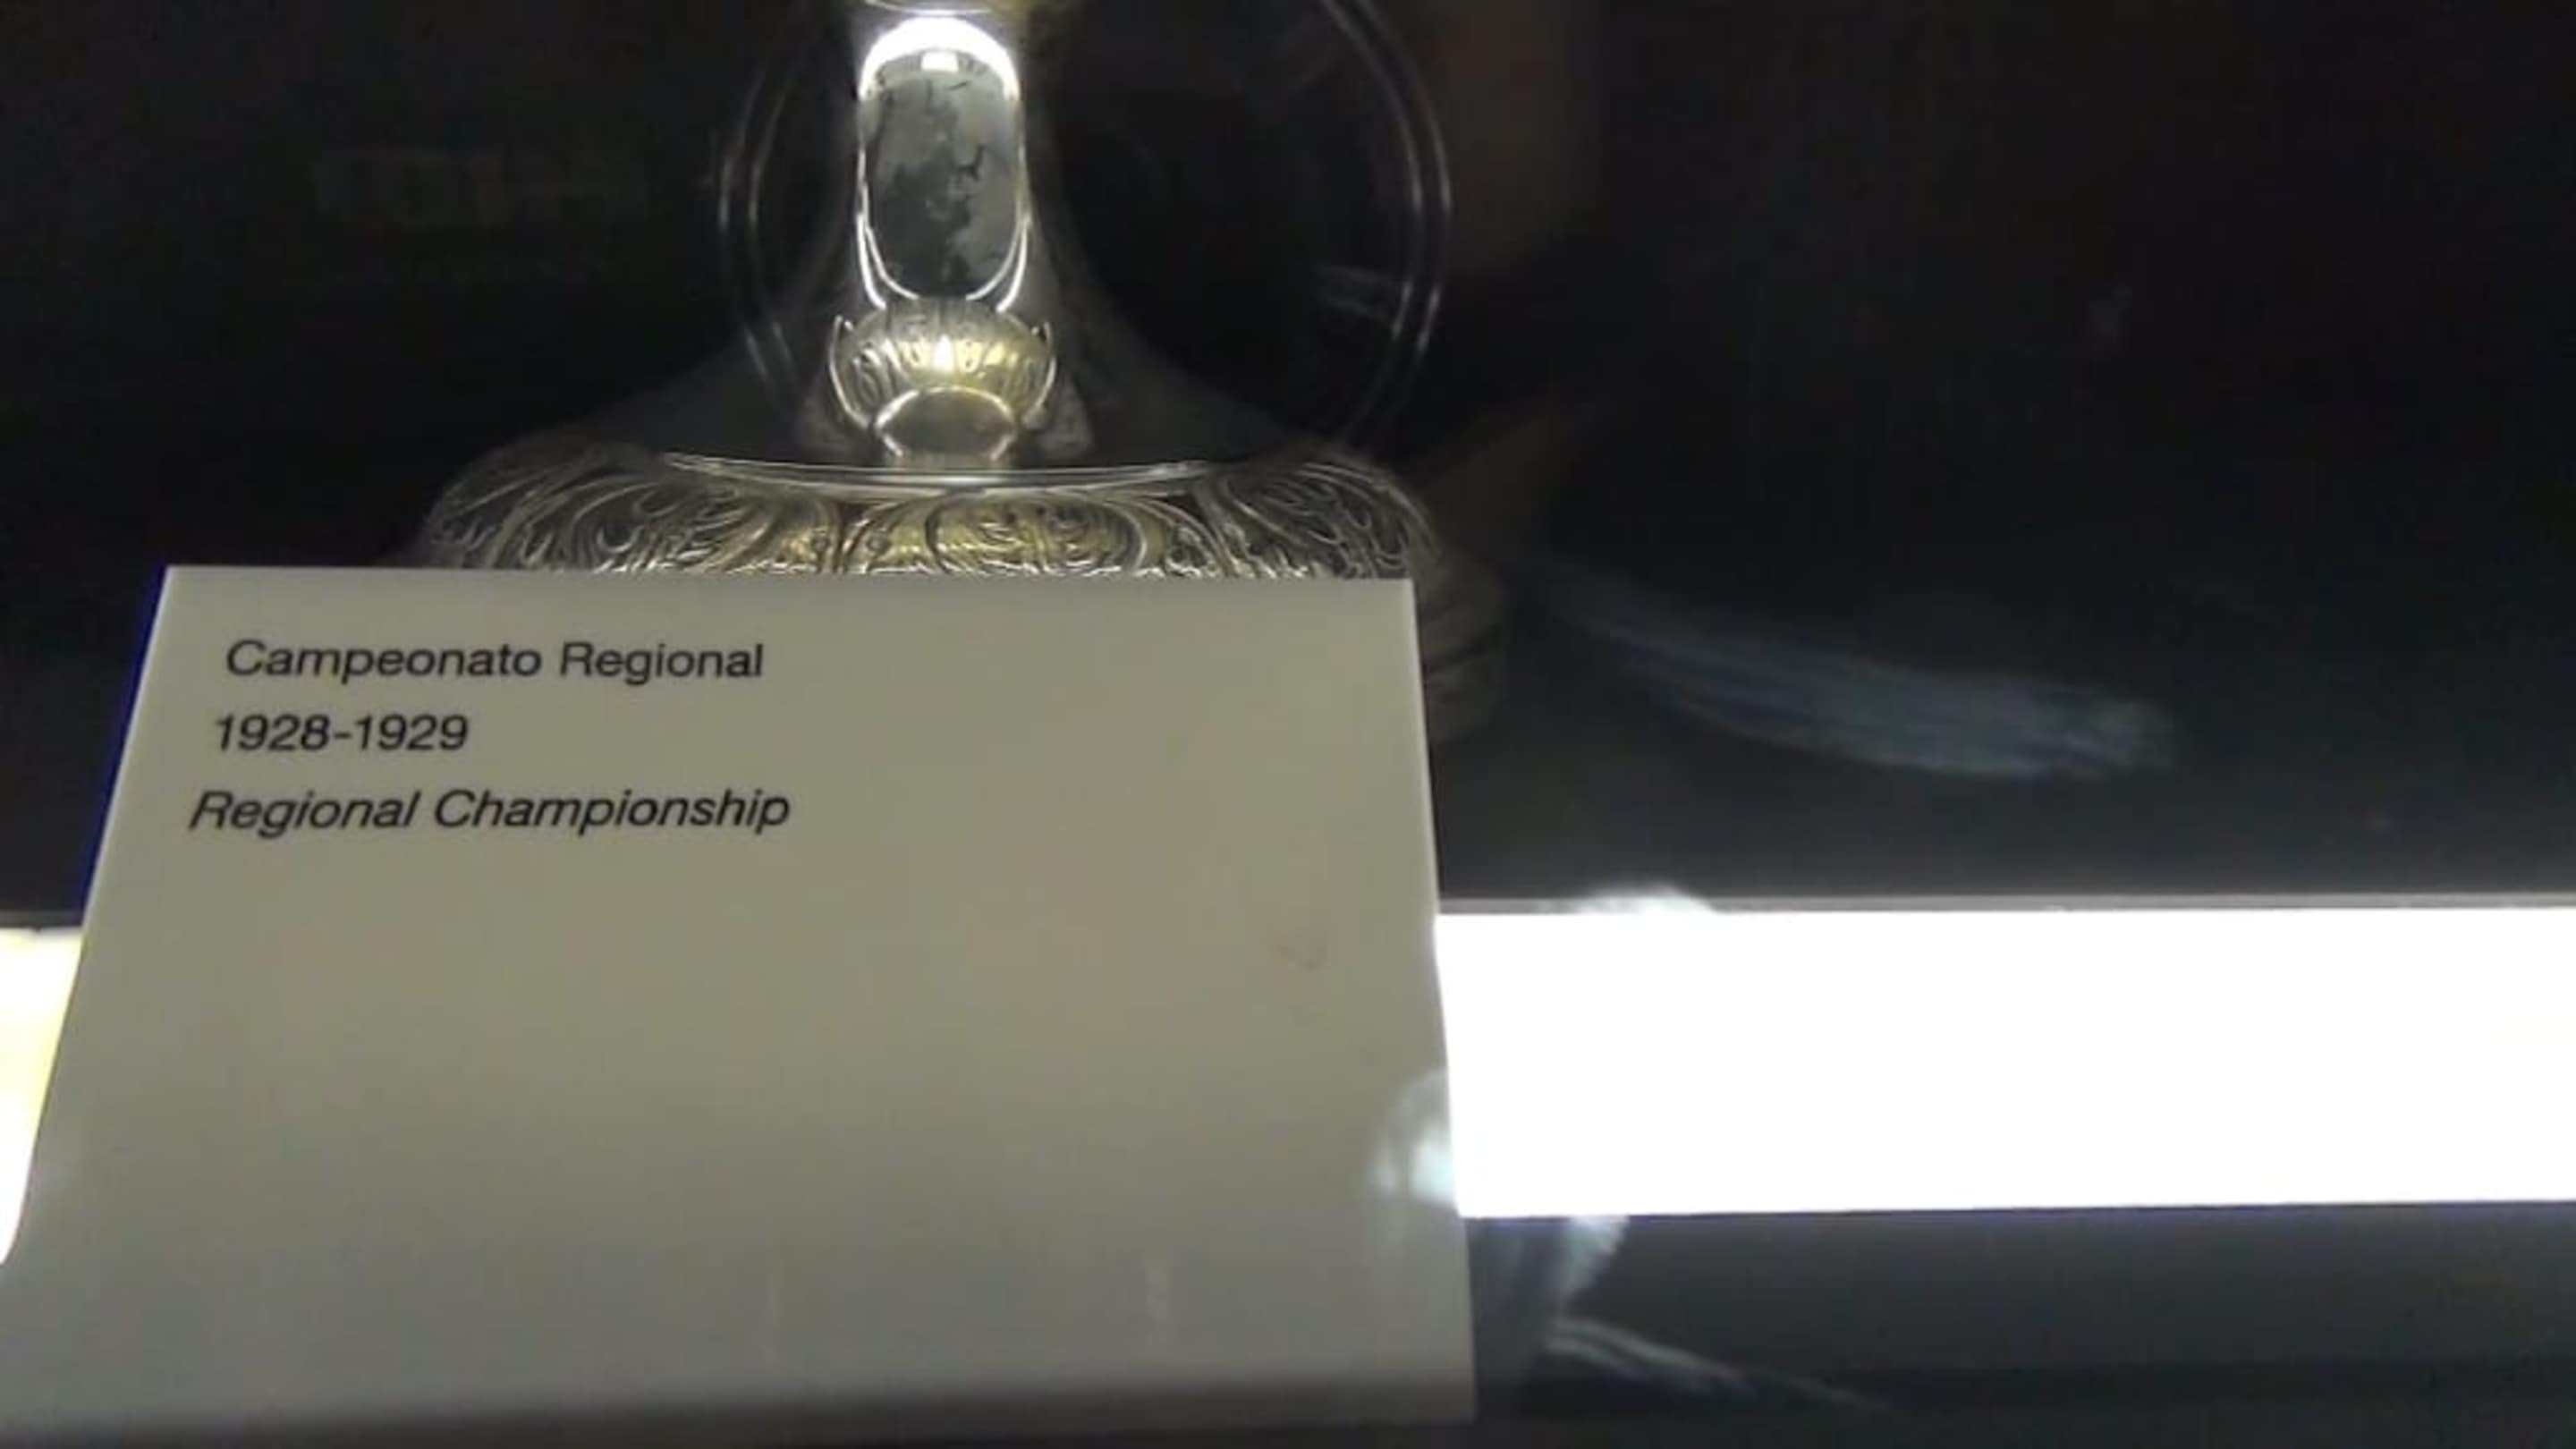 Campeonato Regional
1928-1929
Regional Championship